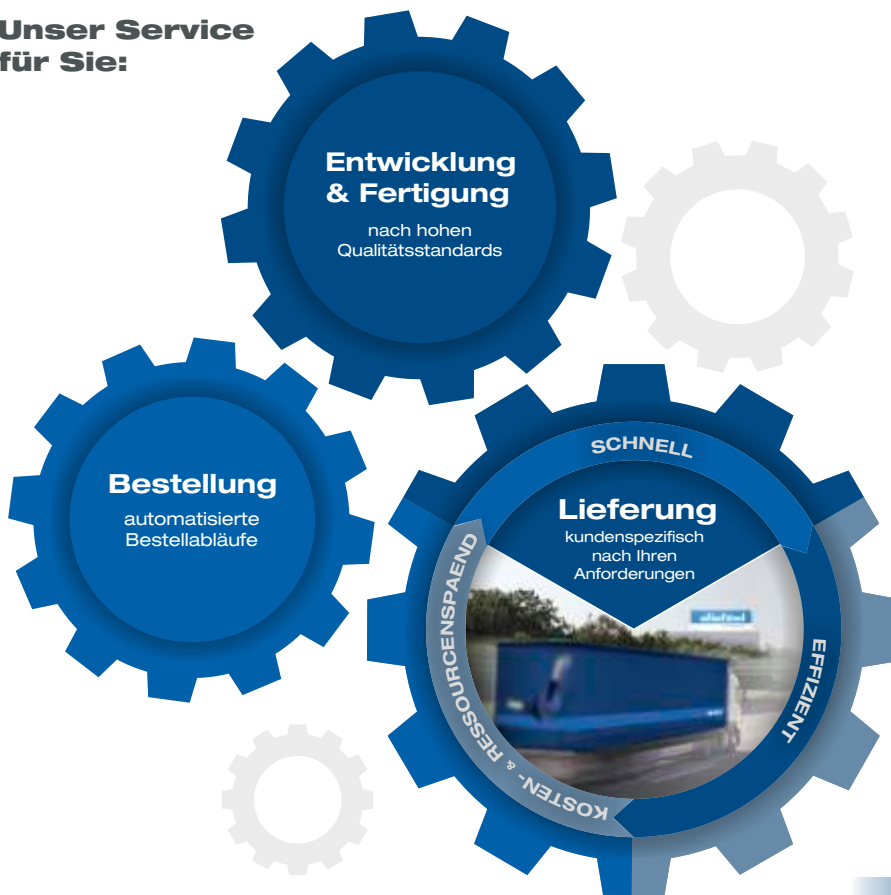 Unser Service
für Sie:
Entwicklung
& Fertigung
nach hohen
Qualitätsstandards
Bestellung
automatisierte
Bestellabläufe
SCHNELL
Lieferung
kundenspezifisch
nach Ihren
Anforderungen
EFFIZIENT
KOSTEN- & RESSOURCENSPAEND